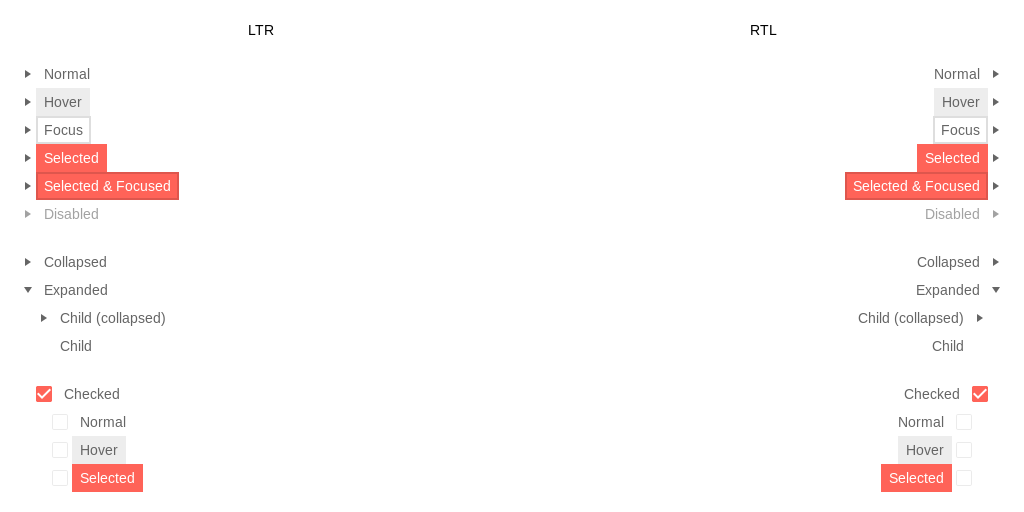 LTR
Normal
Hover
Focus
Selected
Selected & Focused
Disabled
Collapsed
Expanded
Child (collapsed)
Child
Checked
Normal
Hover
Selected
RTL
Normal
Hover
Focus
Selected
Selected & Focused
Disabled
Collapsed
Expanded
Child (collapsed)
Child
Checked
Normal
Hover
Selected